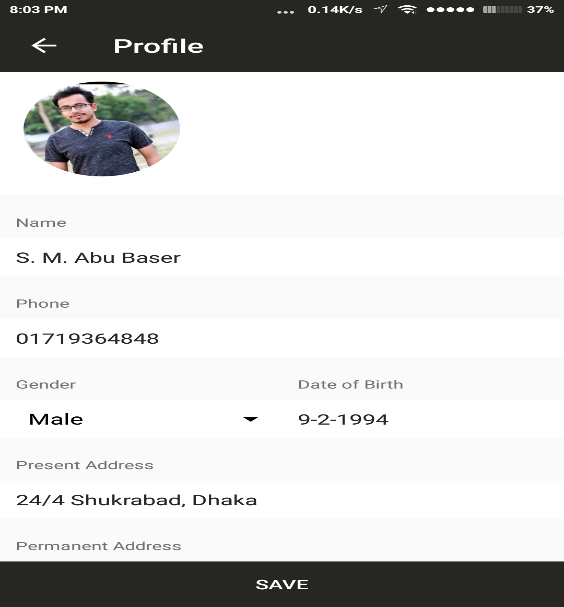 8:03 PM ... 0.14K/s 37%
Profile
Name
S. M. Abu Baser
Phone
01719364848
Gender Date of Birth
Male 9-2-1994
Present Address
24/4 Shukrabad, Dhaka
Permanent Address
SAVE